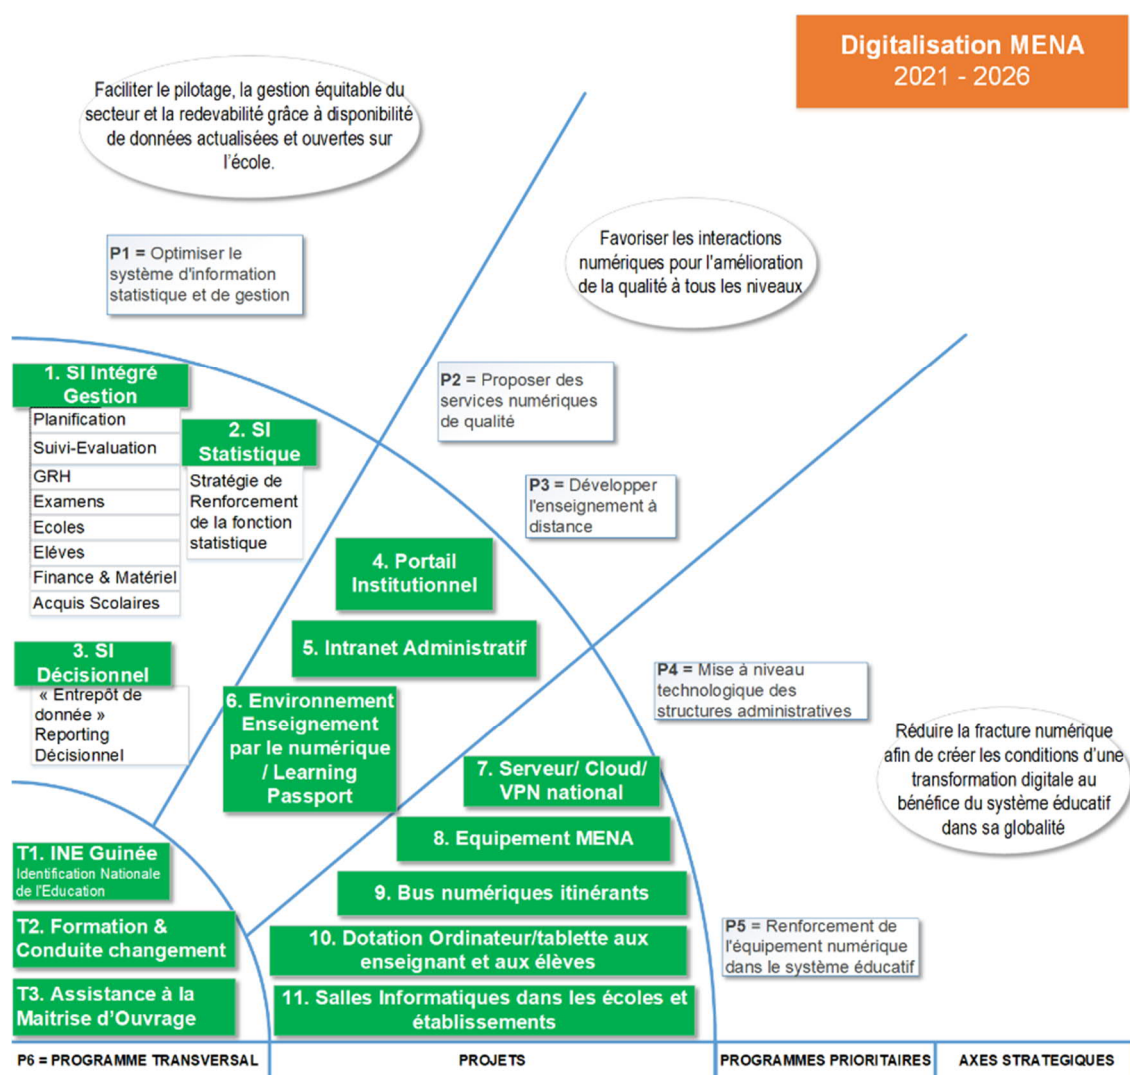 Digitalisation MENA
2021 - 2026
Faciliter le pilotage, la gestion équitable du
secteur et la redevabilité grâce à disponibilité
de données actualisées et ouvertes sur
l'école.
P1 = Optimiser le
système d'information
statistique et de gestion
Favoriser les interactions
numériques pour l'amélioration
de la qualité à tous les niveaux
1. SI Intégré
Gestion
Planification
Suivi-Evaluation
GRH
Examens
Ecoles
Eléves
Finance & Matériel
Acquis Scolaires
2. SI
Statistique
Stratégie de
Renforcement
de la fonction
statistique
3. SI
Décisionnel
« Entrepôt de
donnée »
Reporting
Décisionnel
P2 = Proposer des
services numériques
de qualité
P3 = Développer
l'enseignement à
distance
4. Portail
Institutionnel
5. Intranet Administratif
6. Environnement
Enseignement
par le numérique
/ Learning
Passport
P4 = Mise à niveau
technologique des
structures administratives
Réduire la fracture numérique
afin de créer les conditions d'une
transformation digitale au
bénéfice du système éducatif
dans sa globalité
7. Serveur/ Cloud/
VPN national
8. Equipement MENA
9. Bus numériques itinérants
10. Dotation Ordinateur/tablette aux
enseignant et aux élèves
11. Salles Informatiques dans les écoles et
établissements
P5 = Renforcement de
l'équipement numérique
dans le système éducatif
T1. INE Guinée
Identification Nationale
de l'Education
T2. Formation &
Conduite changement
T3. Assistance à la
Maitrise d'Ouvrage
P6 = PROGRAMME TRANSVERSAL
PROJETS
PROGRAMMES PRIORITAIRES
AXES STRATEGIQUES